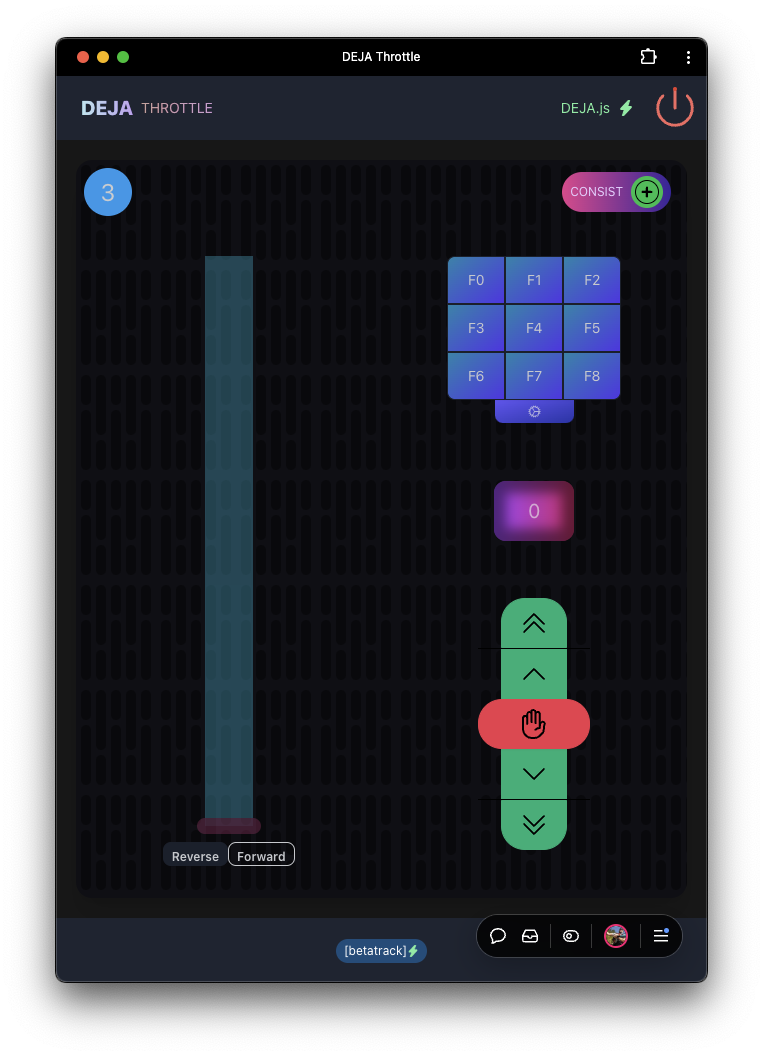 DEJA Throttle
DEJA THROTTLE
DEJA.js
3
CONSIST
F0 F1 F2
F3 F4 F5
F6 F7 F8
0
Reverse Forward
[betatrack]